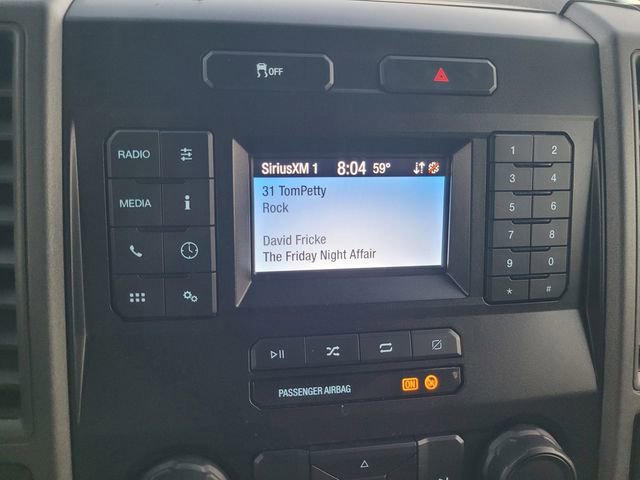 OFF
RADIO
MEDIA
i
SiriusXM 1 8:04 59°
31 TomPetty
Rock
David Fricke
The Friday Night Affair
1 2
3 4
5 6
7 8
9 0
* #
PASSENGER AIRBAG ON